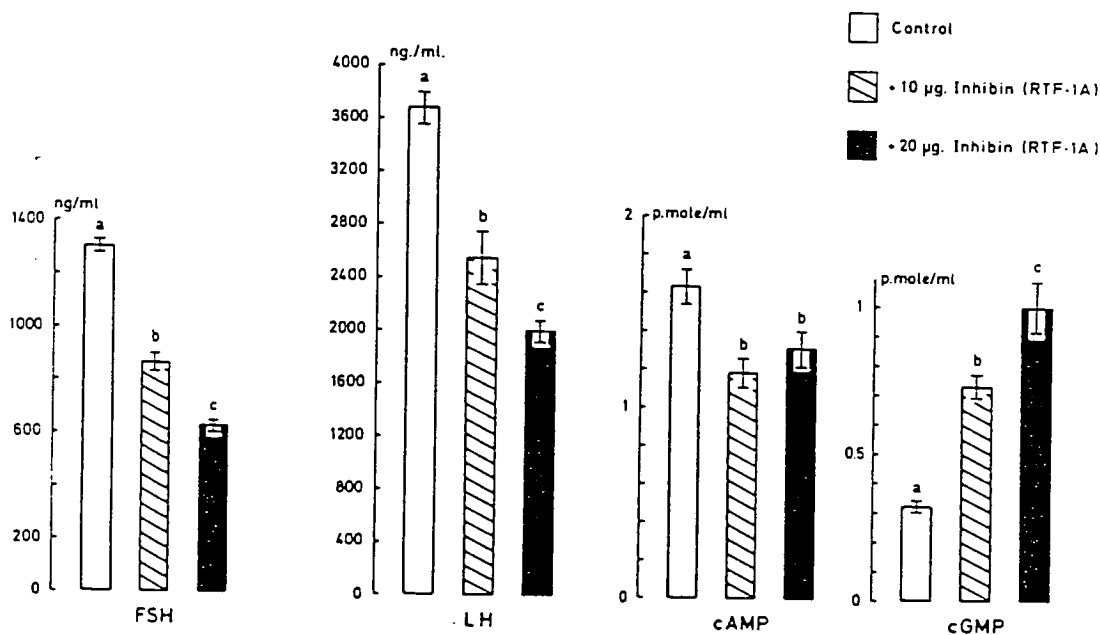 Control
+10 µg. Inhibin (RTF-1A)
+20 µg. Inhibin (RTF-1A)
ng/ml
1400
1000
600
200
0
a
b
c
FSH
ng./ml.
4000
3600
3200
2800
2400
2000
1600
1200
800
400
0
a
b
c
LH
p.mole/ml
2
1
0
a
b
b
cAMP
p.mole/ml
1
0.5
0
a
b
c
cGMP